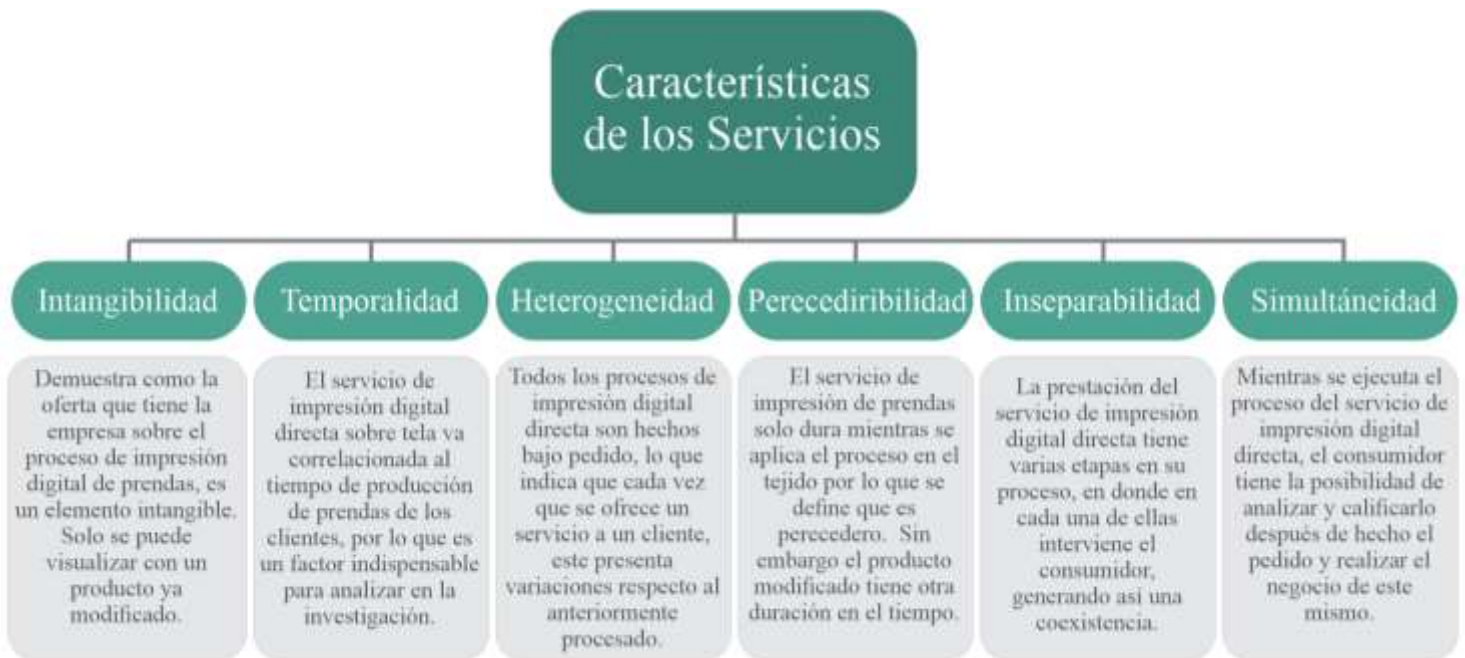 Características
de los Servicios
Intangibilidad
Demuestra como la
oferta que tiene la
empresa sobre el
proceso de impresión
digital de prendas, es
un elemento intangible.
Solo se puede
visualizar con un
producto ya
modificado.
Temporalidad
El servicio de
impresión digital
directa sobre tela va
correlacionada al
tiempo de producción
de prendas de los
clientes, por lo que es
un factor indispensable
para analizar en la
investigación.
Heterogeneidad
Todos los procesos de
impresión digital
directa son hechos
bajo pedido, lo que
indica que cada vez
que se ofrece un
servicio a un cliente,
este presenta
variaciones respecto al
anteriormente
procesado.
Perecediribilidad
El servicio de
impresión de prendas
solo dura mientras se
aplica el proceso en el
tejido por lo que se
define que es
perecedero. Sin
embargo el producto
modificado tiene otra
duración en el tiempo.
Inseparabilidad
La prestación del
servicio de impresión
digital directa tiene
varias etapas en su
proceso, en donde en
cada una de ellas
interviene el
consumidor,
generando así una
coexistencia.
Simultáneidad
Mientras se ejecuta el
proceso del servicio de
impresión digital
directa, el consumidor
tiene la posibilidad de
analizar y calificarlo
después de hecho el
pedido y realizar el
negocio de este
mismo.